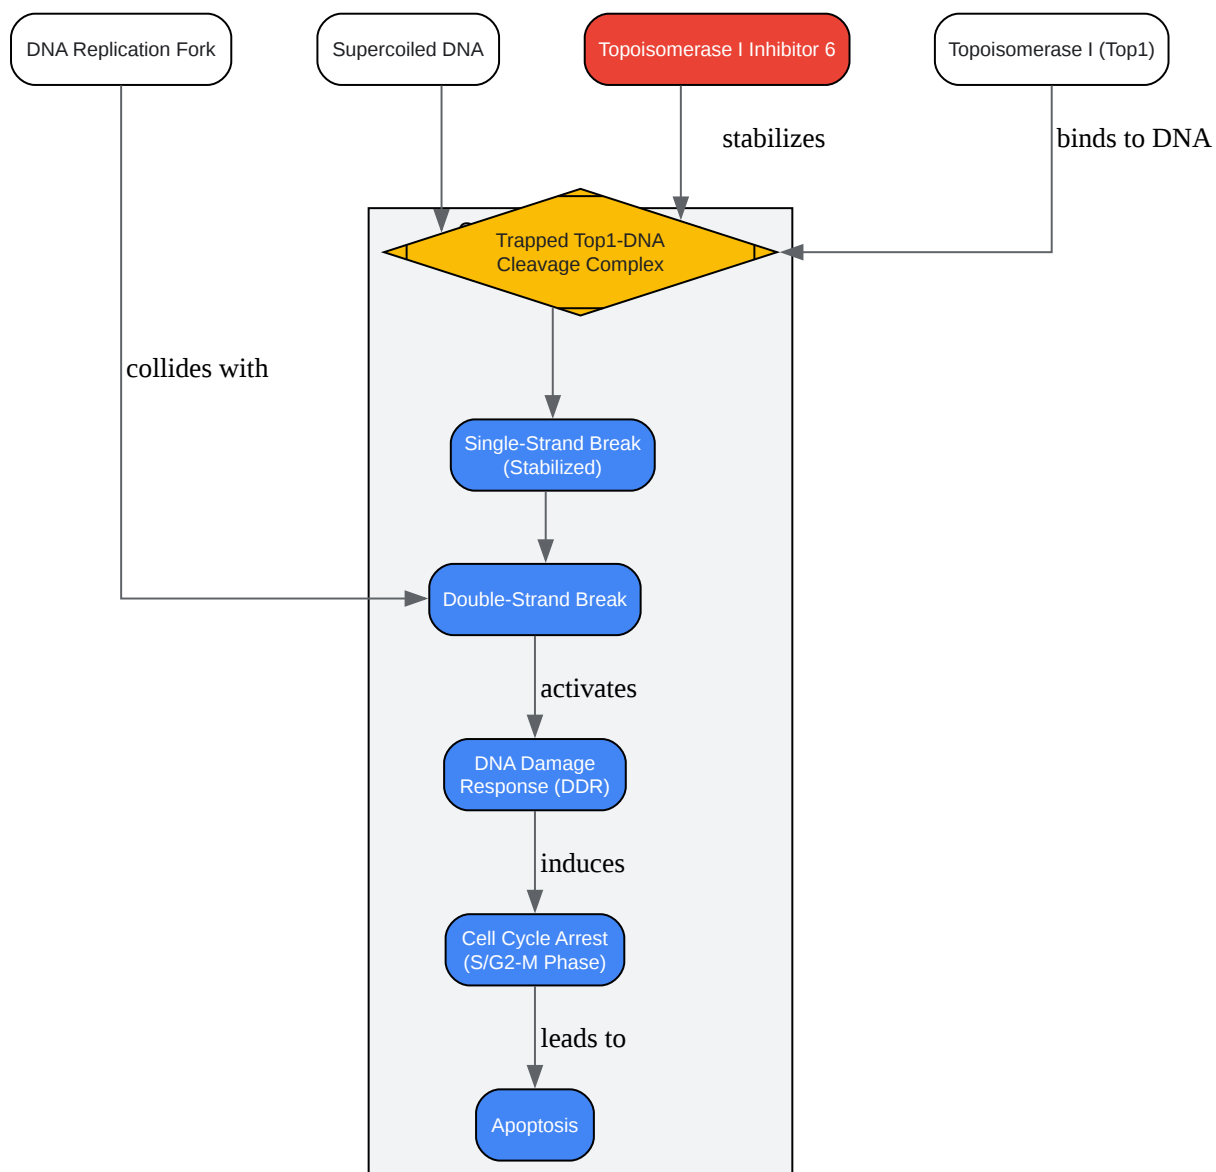 DNA Replication Fork
Supercoiled DNA
Topoisomerase I Inhibitor 6
Topoisomerase I (Top1)
stabilizes
binds to DNA
Trapped Top1-DNA
Cleavage Complex
collides with
Single-Strand Break
(Stabilized)
Double-Strand Break
activates
DNA Damage
Response (DDR)
induces
Cell Cycle Arrest
(S/G2-M Phase)
leads to
Apoptosis